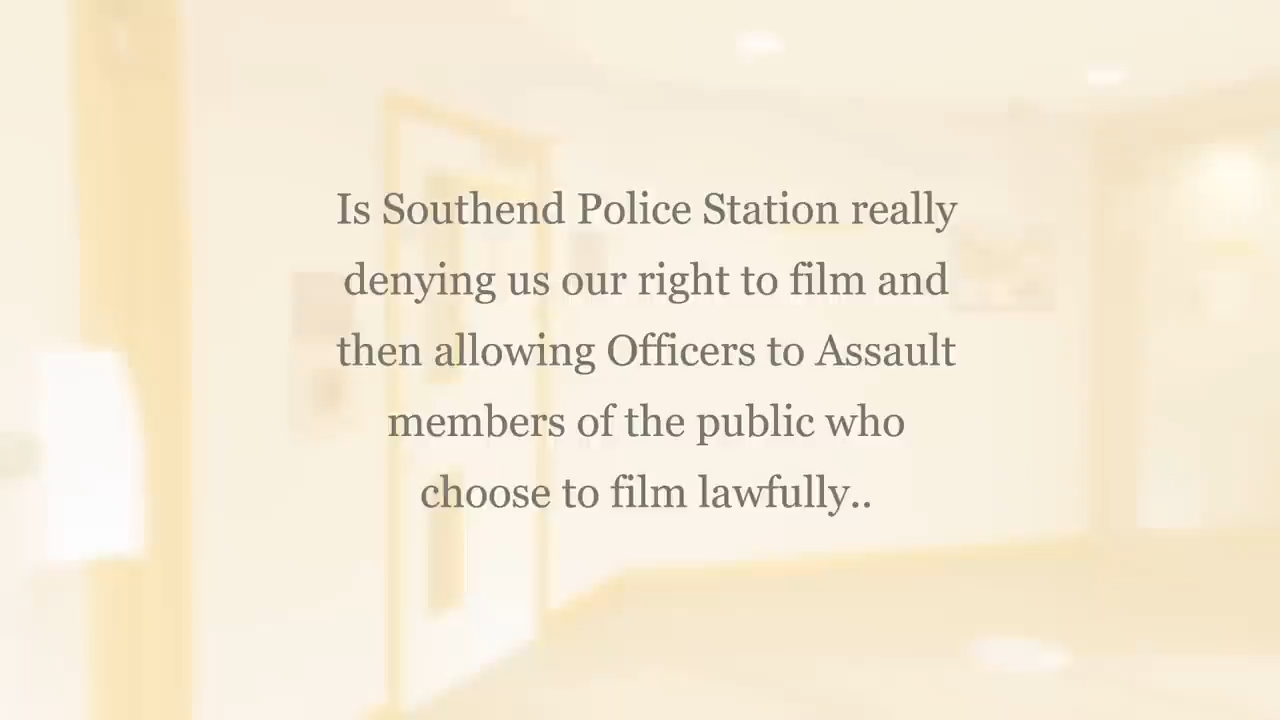 Is Southend Police Station really
denying us our right to film and
then allowing Officers to Assault
members of the public who
choose to film lawfully..